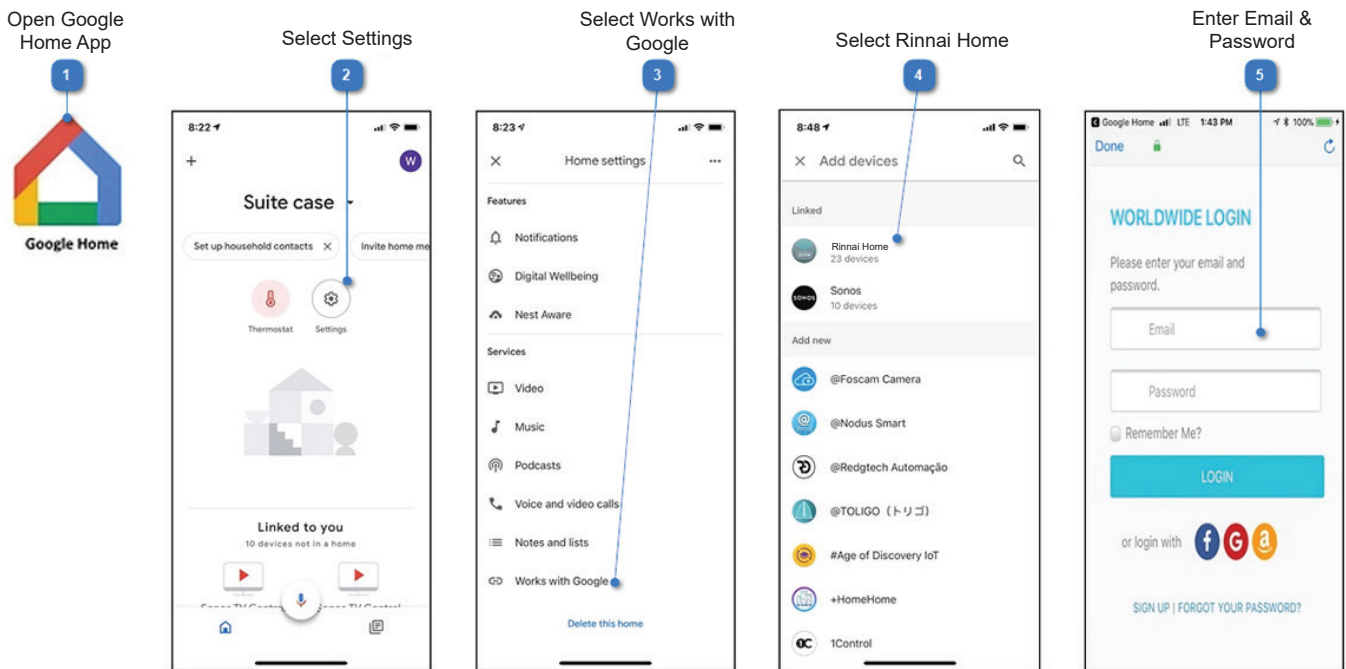 Open Google
Home App
1
Google Home
Select Settings
2
8:22
W
Suite case
Set up household contacts ×
Invite home me
Thermostat
Settings
Linked to you
10 devices not in a home
Select Works with
Google
3
8:23
Home settings
Features
Notifications
Digital Wellbeing
Nest Aware
Services
Video
Music
Podcasts
Voice and video calls
Notes and lists
Works with Google
Delete this home
Select Rinnai Home
4
8:48
Add devices
Linked
Rinnai Home
23 devices
SONOS
Sonos
10 devices
Add new
@Foscam Camera
@Nodus Smart
@Redgtech Automação
@TOLIGO (トリゴ)
#Age of Discovery IoT
+HomeHome
1Control
Enter Email &
Password
5
Google Home LTE 1:43 PM 100%
Done
WORLDWIDE LOGIN
Please enter your email and
password.
Email
Password
Remember Me?
LOGIN
or login with f G a
SIGN UP | FORGOT YOUR PASSWORD?